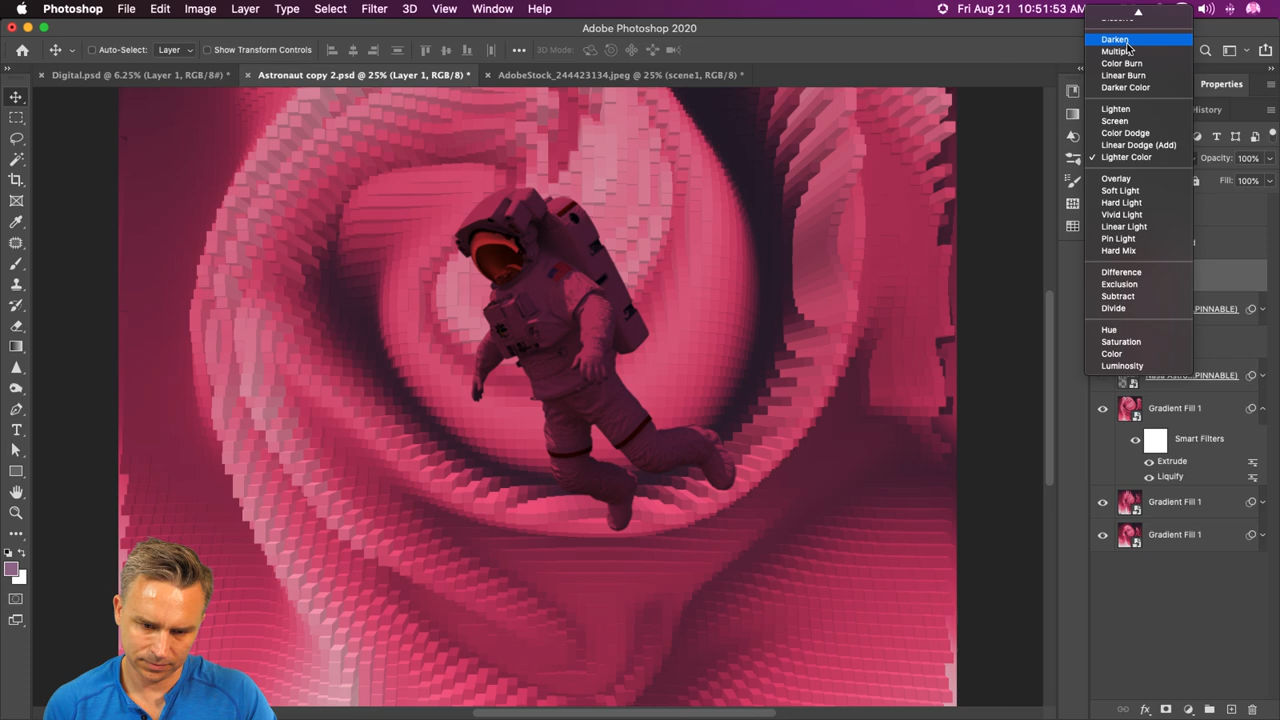 Photoshop File Edit Image Layer Type Select Filter 3D View Window Help Fri Aug 21 10:51:53 AM
Adobe Photoshop 2020
Auto-Select: Layer Show Transform Controls 3D Mode:
Digital.psd @ 6.25% (Layer 1, RGB/8#) *
Astronaut copy 2.psd @ 25% (Layer 1, RGB/8) *
AdobeStock_244423134.jpeg @ 25% (scene1, RGB/8) *
Properties
History
Opacity: 100%
Fill: 100%
Dissolve
Darken
Multiply
Color Burn
Linear Burn
Darker Color
Lighten
Screen
Color Dodge
Linear Dodge (Add)
✓ Lighter Color
Overlay
Soft Light
Hard Light
Vivid Light
Linear Light
Pin Light
Hard Mix
Difference
Exclusion
Subtract
Divide
Hue
Saturation
Color
Luminosity
PINNABLE)
Nasa Astro...PINNABLE)
Gradient Fill 1
Smart Filters
Extrude
Liquify
Gradient Fill 1
Gradient Fill 1